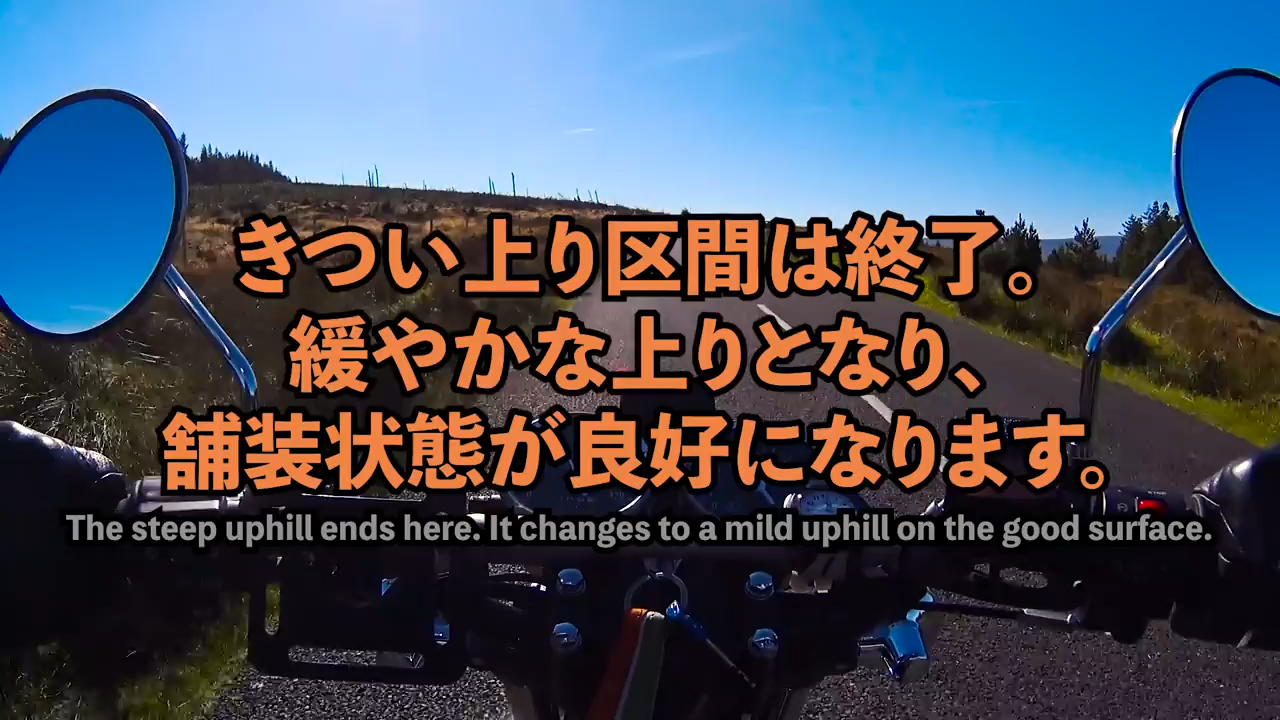 きつい上り区間は終了。
緩やかな上りとなり、
舗装状態が良好になります。
The steep uphill ends here. It changes to a mild uphill on the good surface.